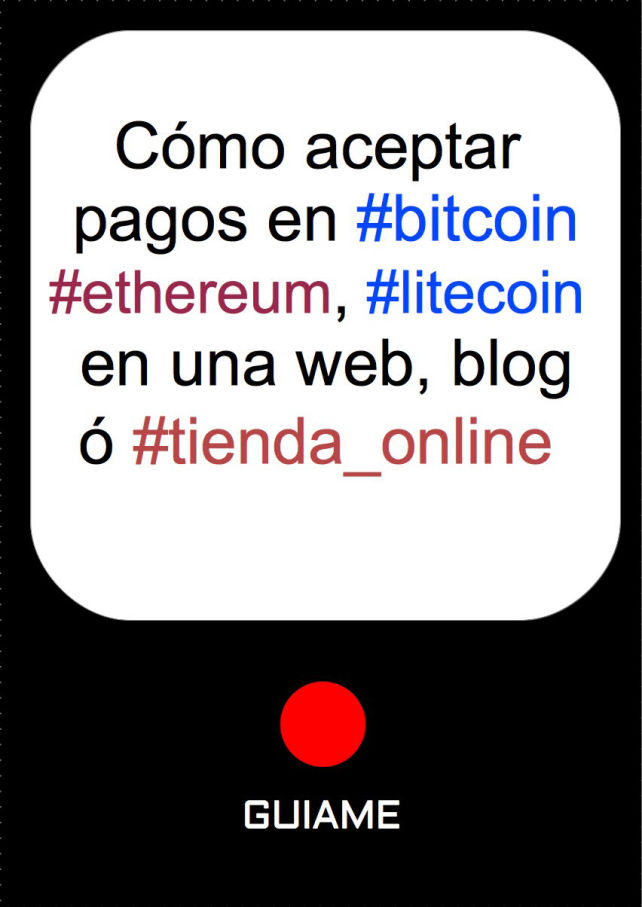 Cómo aceptar
pagos en #bitcoin
#ethereum, #litecoin
en una web, blog
ó #tienda_online
GUIAME